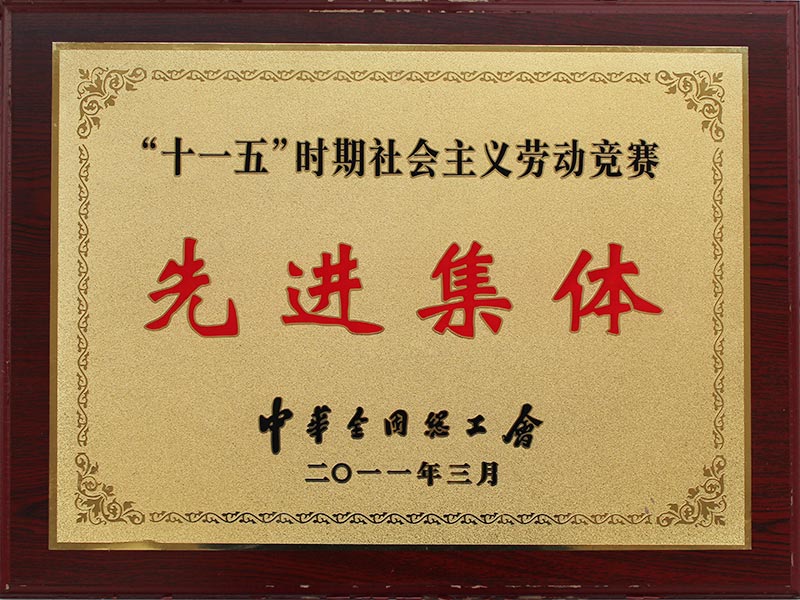 “十一五”时期社会主义劳动竞赛
先进集体
中华全国总工會
二〇一一年三月